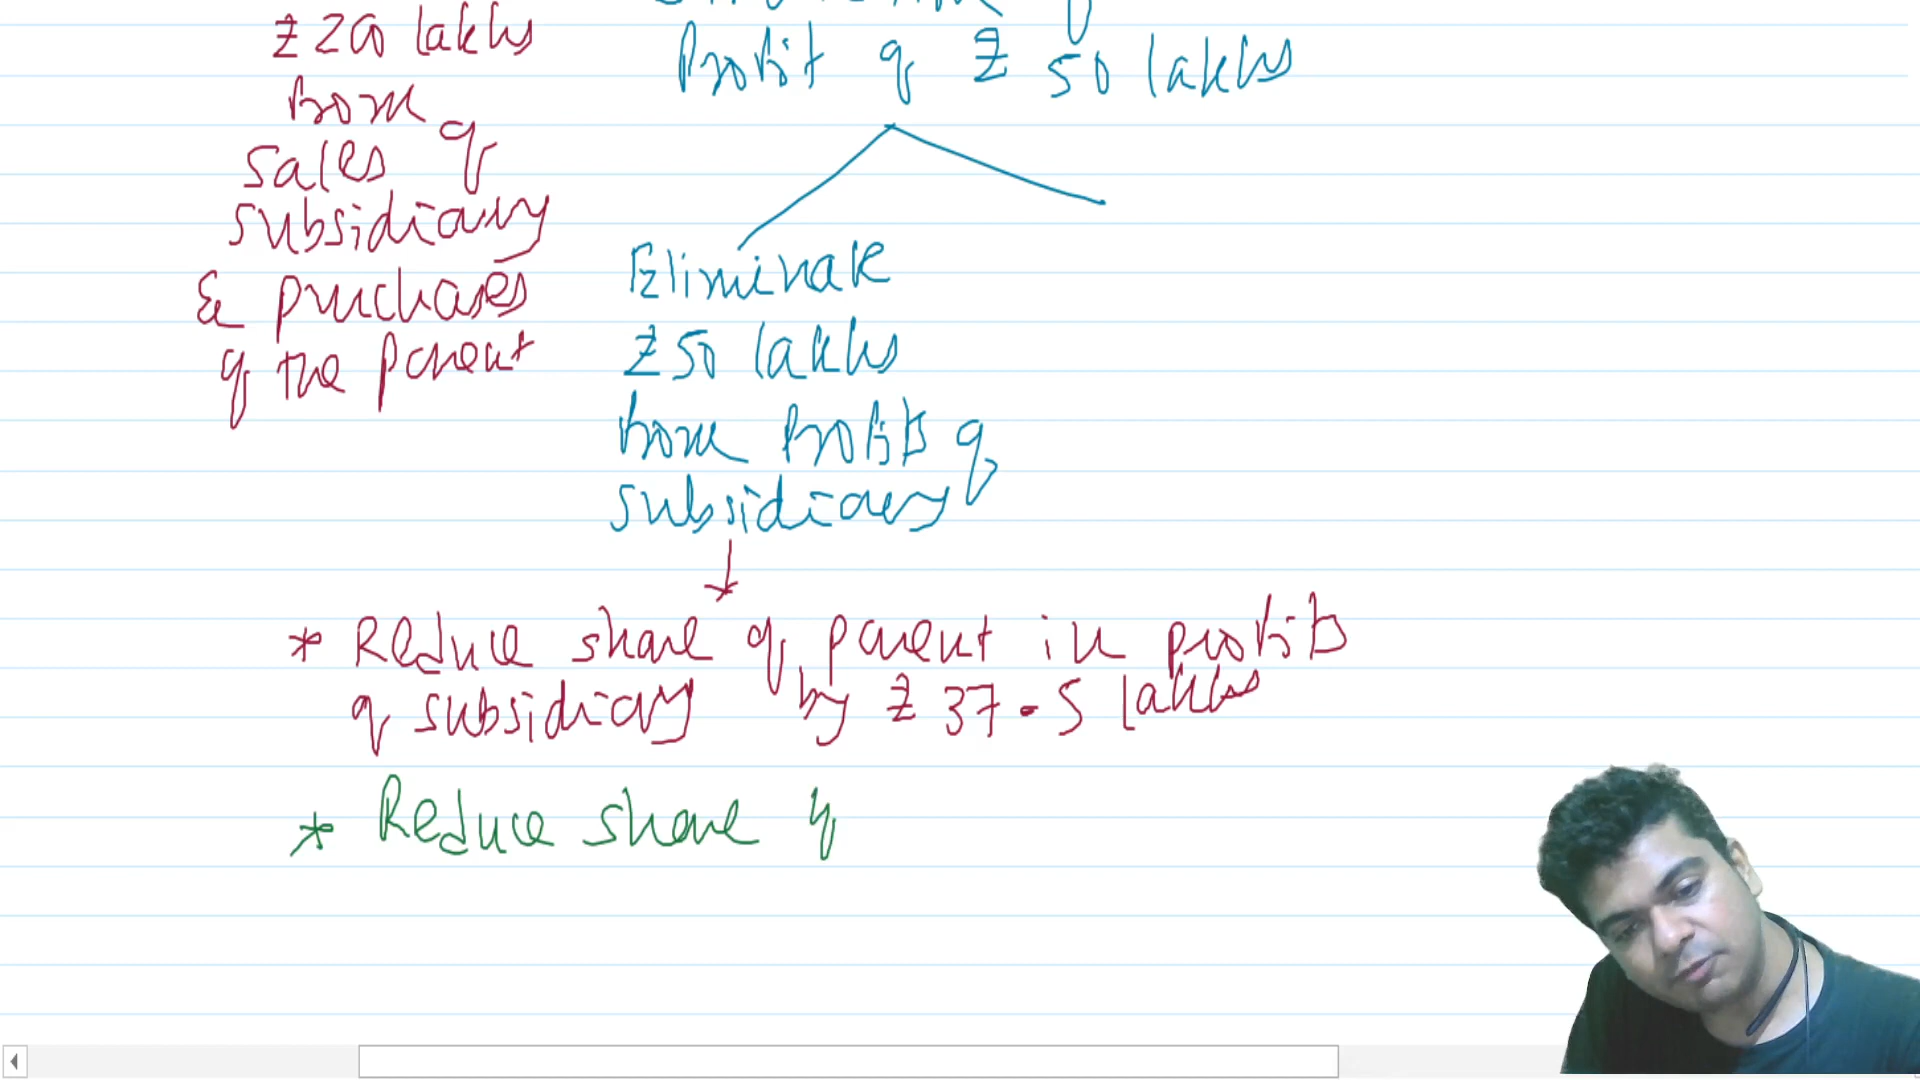 ₹ 200 lakhs
from
sales of
subsidiary
& purchases
of the parent
Profit of ₹ 50 lakhs
Eliminate
₹ 50 lakhs
from profits of
subsidiary
* Reduce share of parent in profits
of subsidiary by ₹ 37.5 lakhs
* Reduce share of